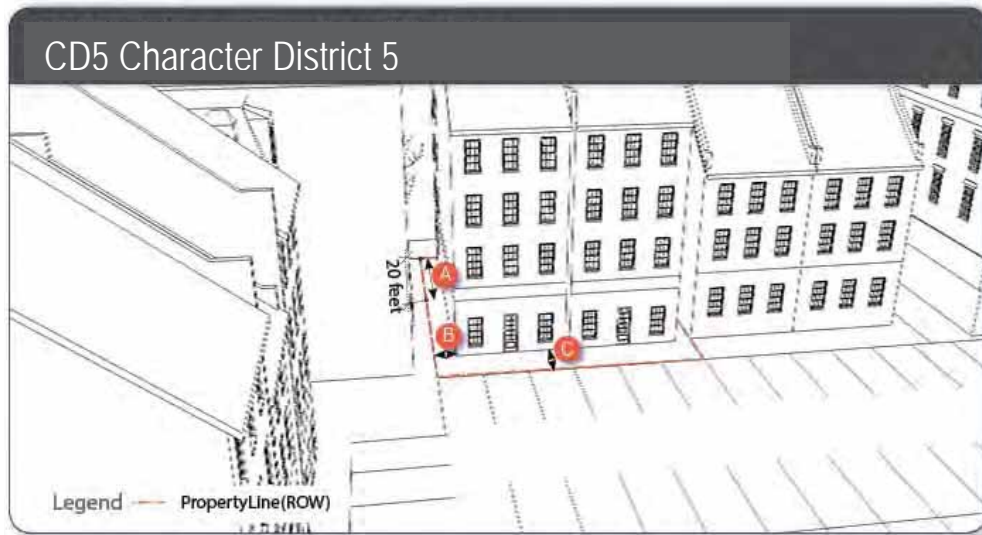 CD5 Character District 5
20 feet
A
B
C
Legend PropertyLine(ROW)